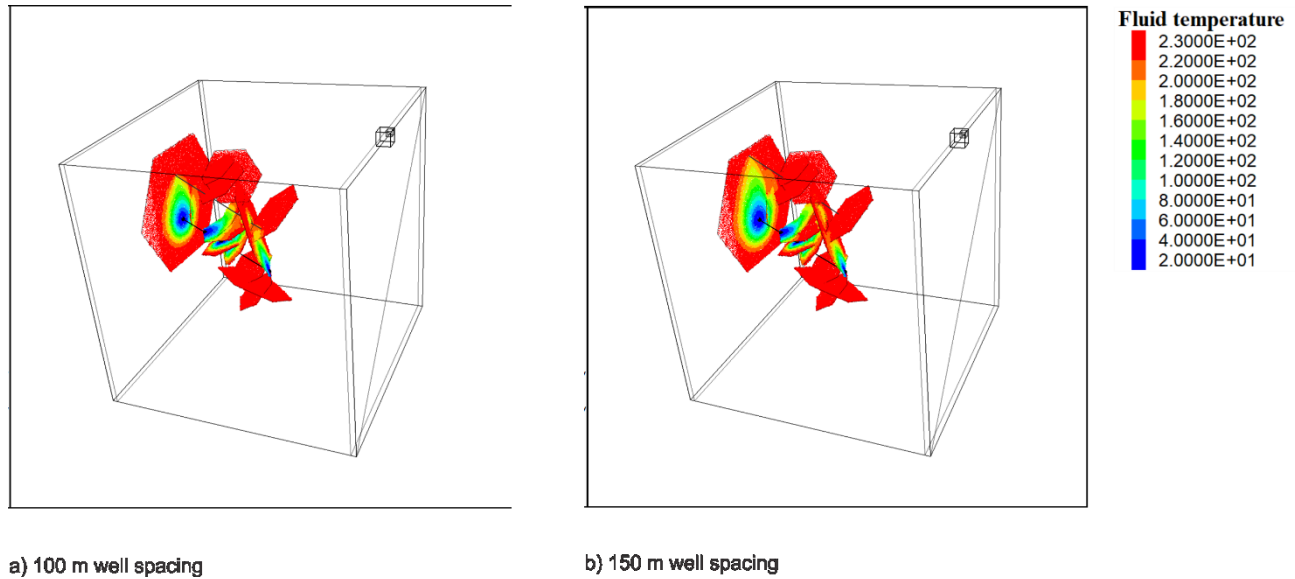 Fluid temperature
2.3000E+02
2.2000E+02
2.0000E+02
1.8000E+02
1.6000E+02
1.4000E+02
1.2000E+02
1.0000E+02
8.0000E+01
6.0000E+01
4.0000E+01
2.0000E+01
a) 100 m well spacing
b) 150 m well spacing